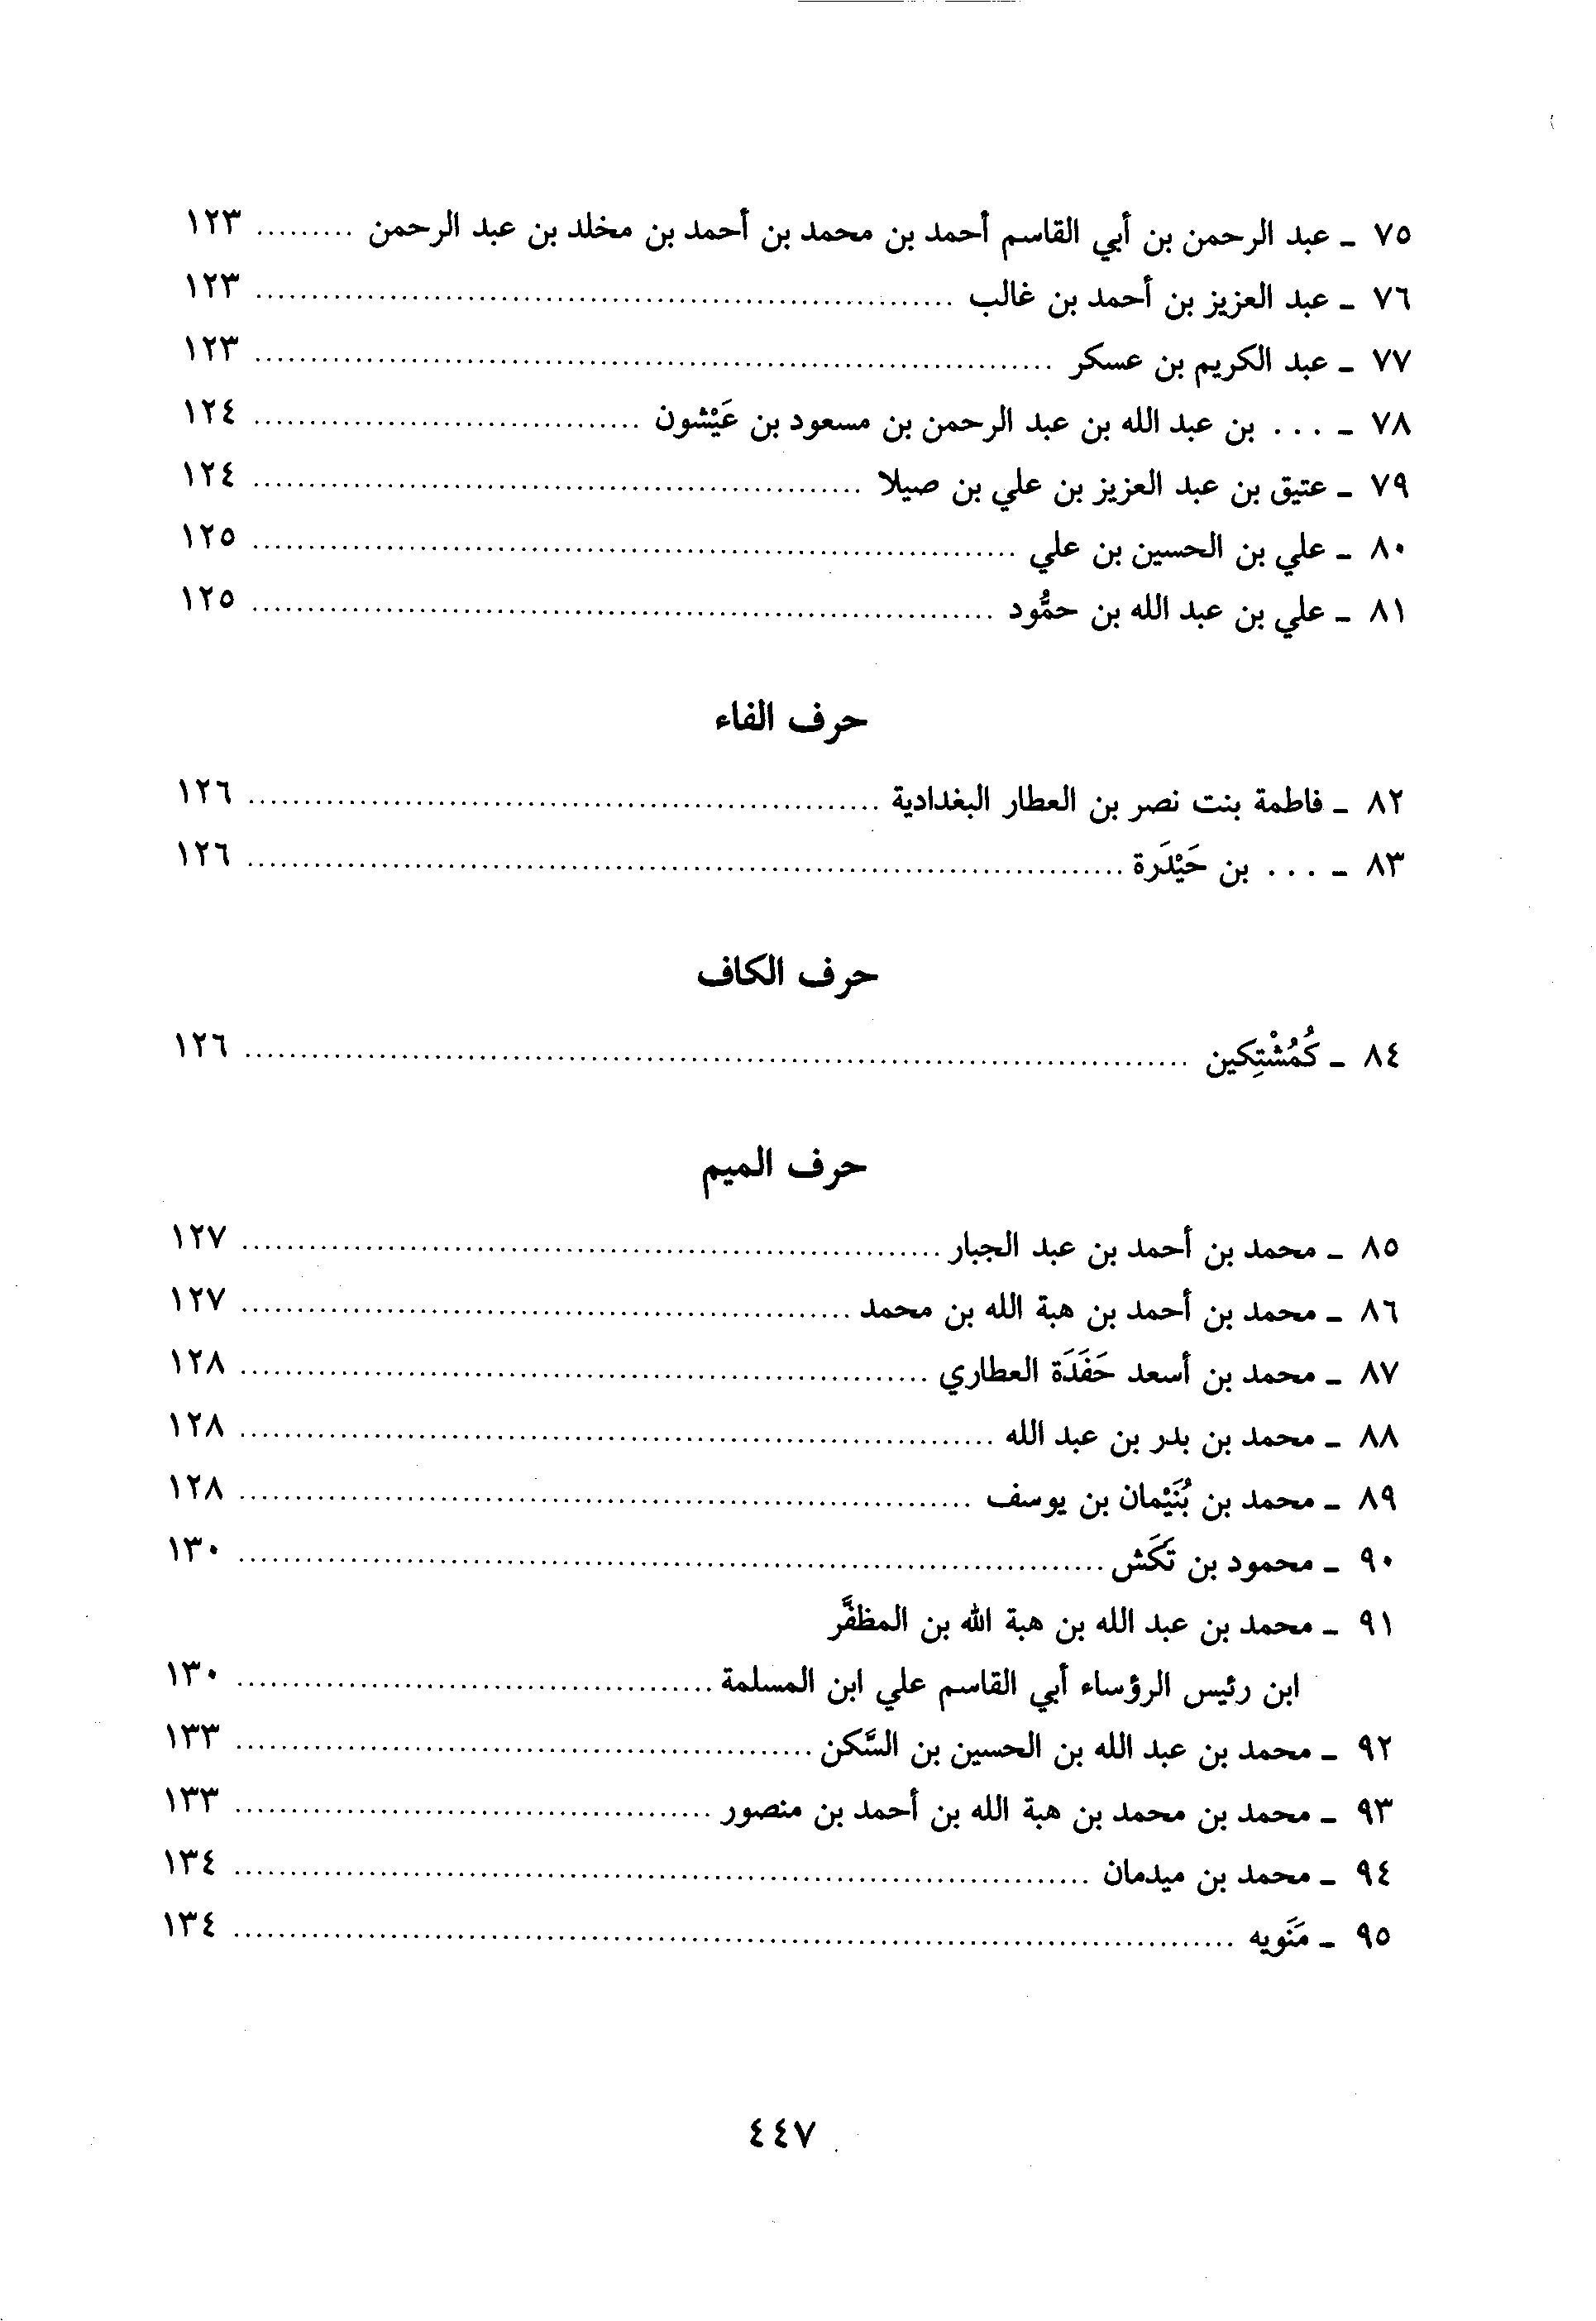 ٧٥ - عبد الرحمن بن أبي القاسم أحمد بن محمد بن أحمد بن مخلد بن عبد الرحمن ......... ١٢٣
٧٦ - عبد العزيز بن أحمد بن غالب ......... ١٢٣
٧٧ - عبد الكريم بن عسكر ......... ١٢٣
٧٨ - ... بن عبد الله بن عبد الرحمن بن مسعود بن عَيْشون ......... ١٢٤
٧٩ - عتيق بن عبد العزيز بن علي بن صيلا ......... ١٢٤
٨٠ - علي بن الحسين بن علي ......... ١٢٥
٨١ - علي بن عبد الله بن حمُّود ......... ١٢٥
حرف الفاء
٨٢ - فاطمة بنت نصر بن العطار البغدادية ......... ١٢٦
٨٣ - ... بن حَيْدَرة ......... ١٢٦
حرف الكاف
٨٤ - كُمُشْتِكين ......... ١٢٦
حرف الميم
٨٥ - محمد بن أحمد بن عبد الجبار ......... ١٢٧
٨٦ - محمد بن أحمد بن هبة الله بن محمد ......... ١٢٧
٨٧ - محمد بن أسعد حَفَدَة العطاري ......... ١٢٨
٨٨ - محمد بن بدر بن عبد الله ......... ١٢٨
٨٩ - محمد بن بُنَيْمان بن يوسف ......... ١٢٨
٩٠ - محمود بن تَكَش ......... ١٣٠
٩١ - محمد بن عبد الله بن هبة الله بن المظفَّر
ابن رئيس الرؤساء أبي القاسم علي ابن المسلمة ......... ١٣٠
٩٢ - محمد بن عبد الله بن الحسين بن السَّكن ......... ١٣٣
٩٣ - محمد بن محمد بن هبة الله بن أحمد بن منصور ......... ١٣٣
٩٤ - محمد بن ميدمان ......... ١٣٤
٩٥ - مَنَويه ......... ١٣٤
٤٤٧